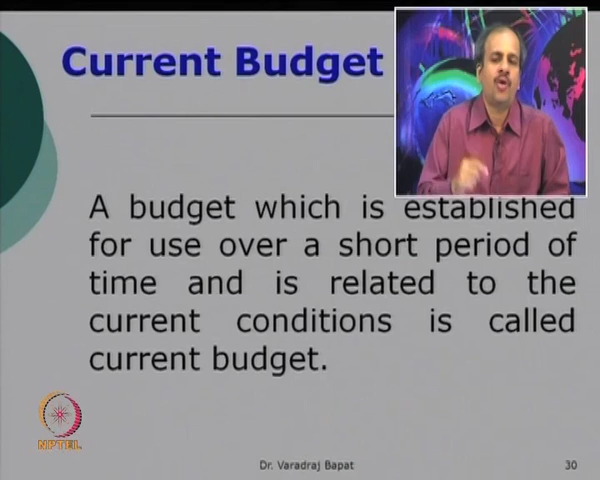 Current Budget
A budget which is established
for use over a short period of
time and is related to the
current conditions is called
current budget.
NPTEL
Dr. Varadraj Bapat
30